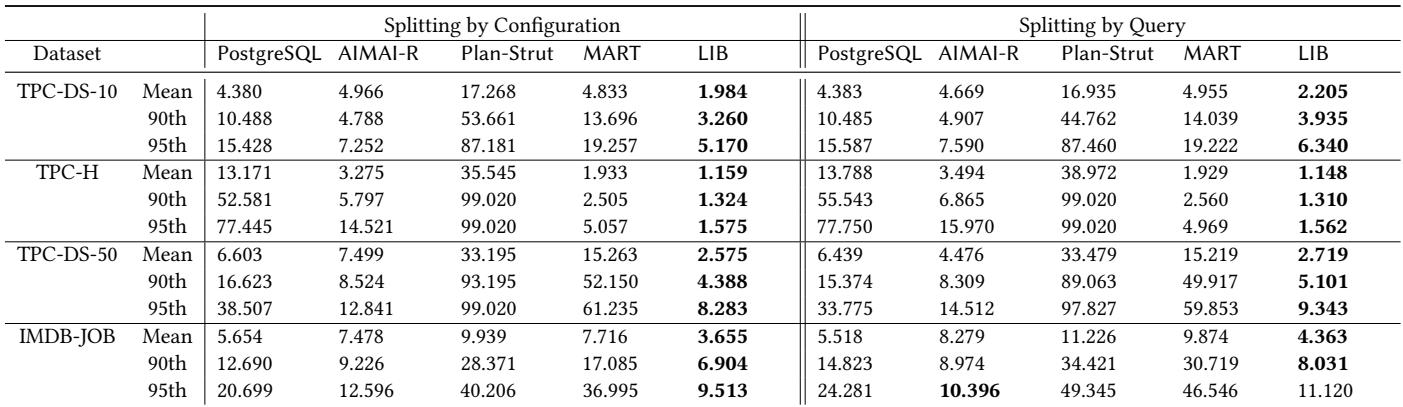 Splitting by Configuration Splitting by Query
Dataset PostgreSQL AIMAI-R Plan-Strut MART LIB PostgreSQL AIMAI-R Plan-Strut MART LIB
TPC-DS-10 Mean 4.380 4.966 17.268 4.833 1.984 4.383 4.669 16.935 4.955 2.205
90th 10.488 4.788 53.661 13.696 3.260 10.485 4.907 44.762 14.039 3.935
95th 15.428 7.252 87.181 19.257 5.170 15.587 7.590 87.460 19.222 6.340
TPC-H Mean 13.171 3.275 35.545 1.933 1.159 13.788 3.494 38.972 1.929 1.148
90th 52.581 5.797 99.020 2.505 1.324 55.543 6.865 99.020 2.560 1.310
95th 77.445 14.521 99.020 5.057 1.575 77.750 15.970 99.020 4.969 1.562
TPC-DS-50 Mean 6.603 7.499 33.195 15.263 2.575 6.439 4.476 33.479 15.219 2.719
90th 16.623 8.524 93.195 52.150 4.388 15.374 8.309 89.063 49.917 5.101
95th 38.507 12.841 99.020 61.235 8.283 33.775 14.512 97.827 59.853 9.343
IMDB-JOB Mean 5.654 7.478 9.939 7.716 3.655 5.518 8.279 11.226 9.874 4.363
90th 12.690 9.226 28.371 17.085 6.904 14.823 8.974 34.421 30.719 8.031
95th 20.699 12.596 40.206 36.995 9.513 24.281 10.396 49.345 46.546 11.120